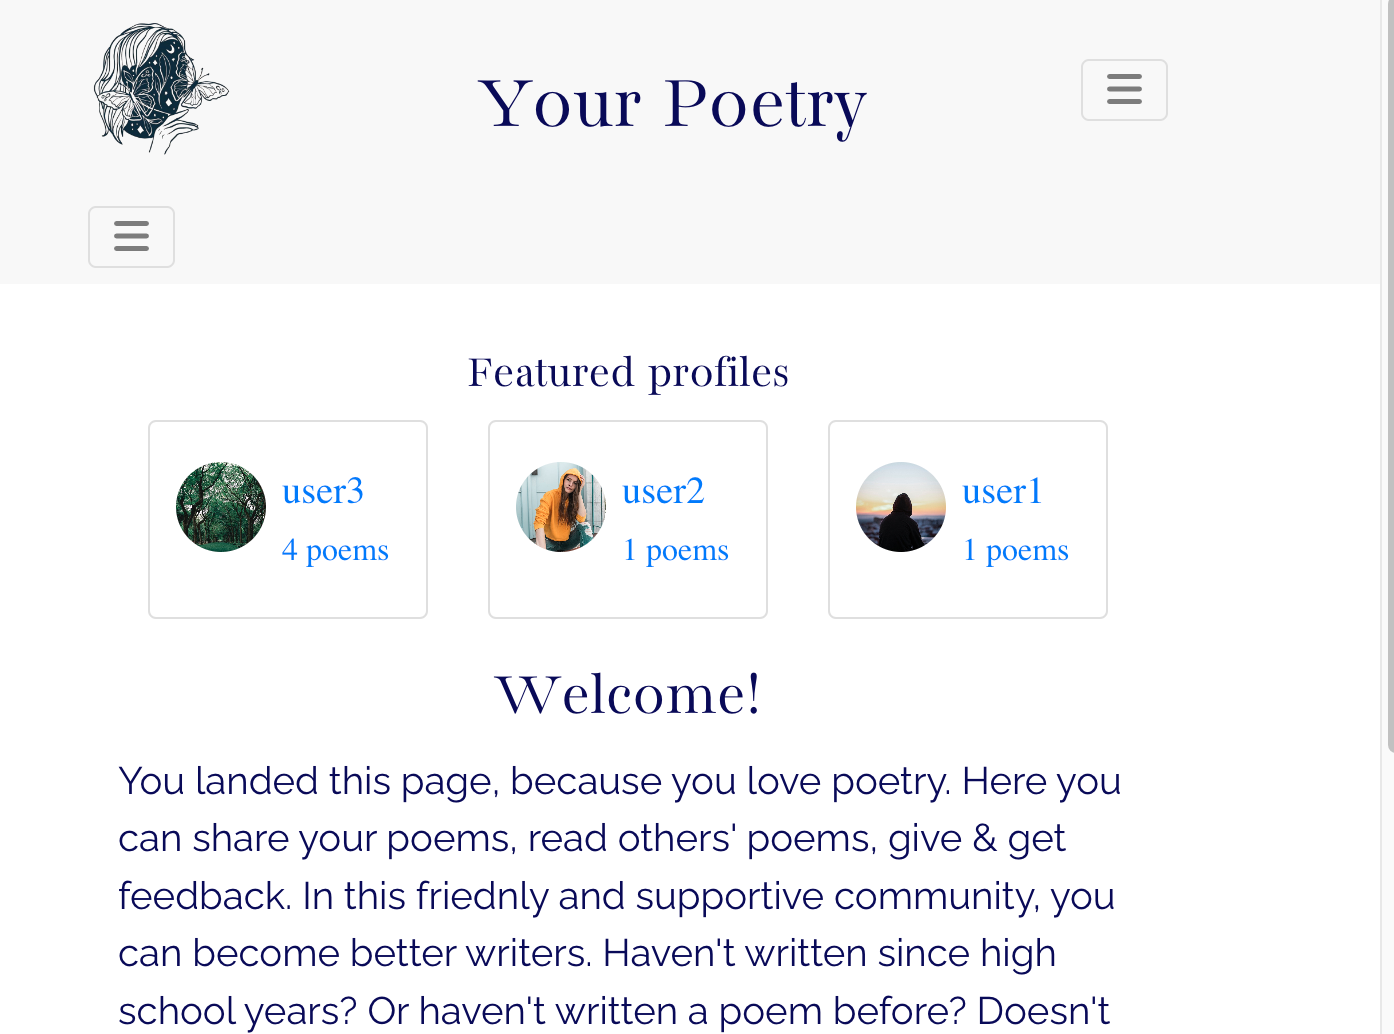 Your Poetry
Featured profiles
user3
4 poems
user2
1 poems
user1
1 poems
Welcome!
You landed this page, because you love poetry. Here you
can share your poems, read others' poems, give & get
feedback. In this friednly and supportive community, you
can become better writers. Haven't written since high
school years? Or haven't written a poem before? Doesn't